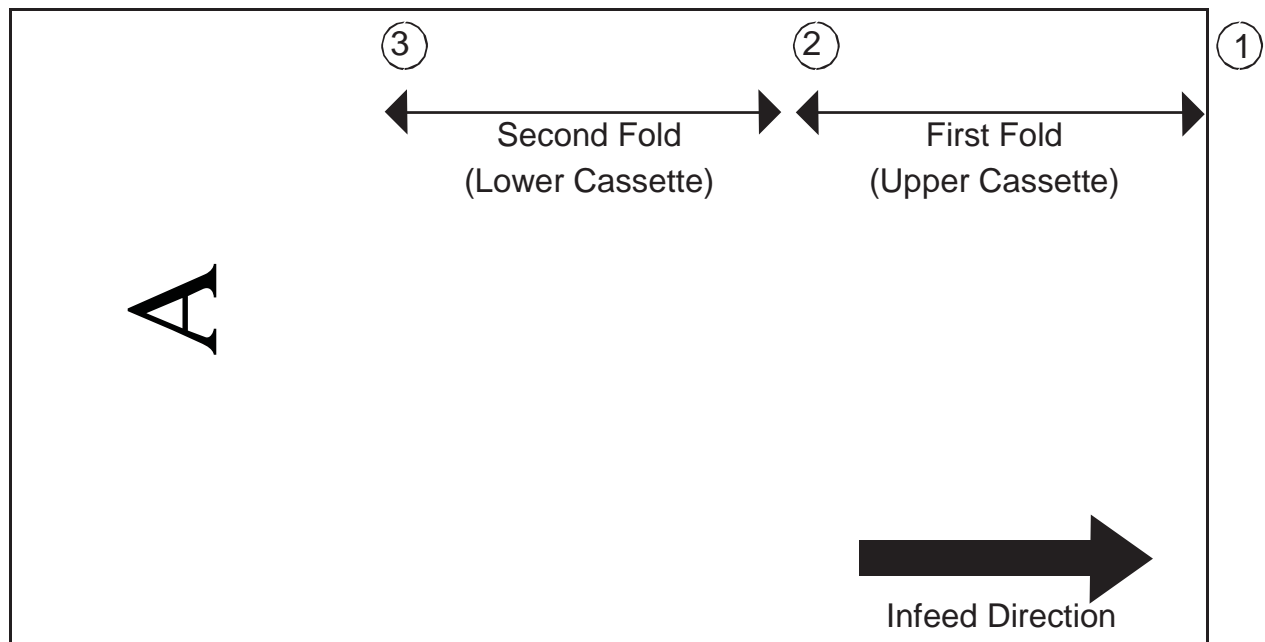 3 2 1
Second Fold First Fold
(Lower Cassette) (Upper Cassette)
A
Infeed Direction